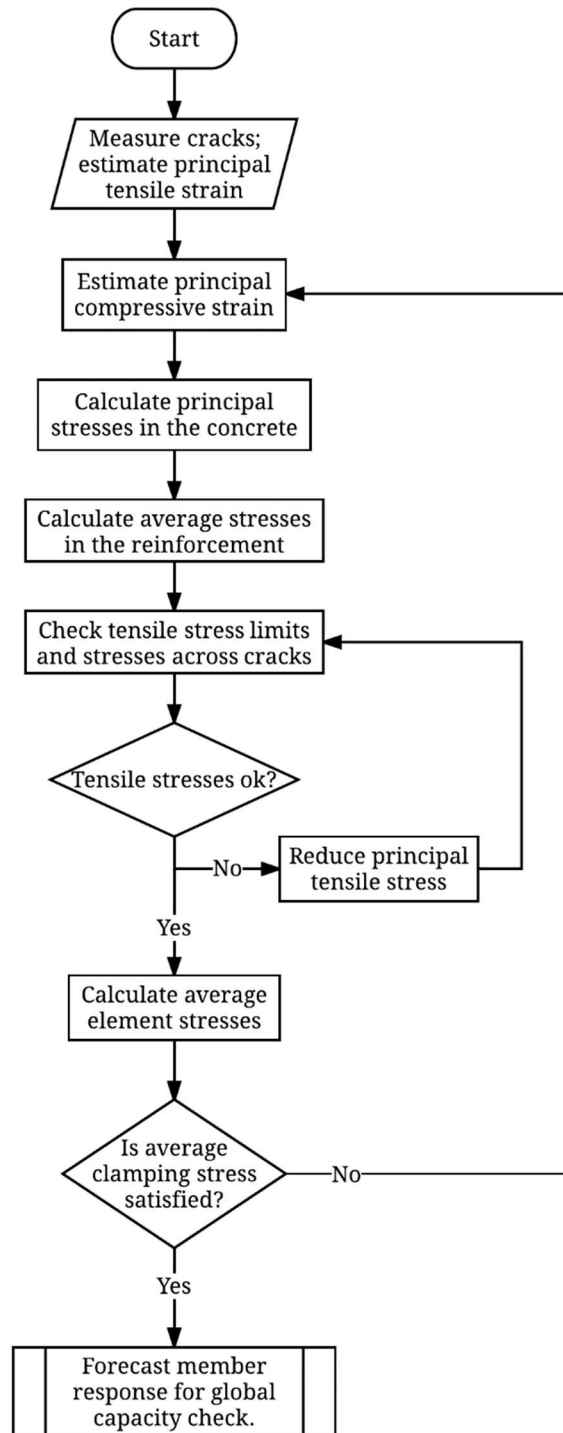 Start
Measure cracks;
estimate principal
tensile strain
Estimate principal
compressive strain
Calculate principal
stresses in the concrete
Calculate average stresses
in the reinforcement
Check tensile stress limits
and stresses across cracks
Tensile stresses ok?
No
Reduce principal
tensile stress
Yes
Calculate average
element stresses
Is average
clamping stress
satisfied?
No
Yes
Forecast member
response for global
capacity check.